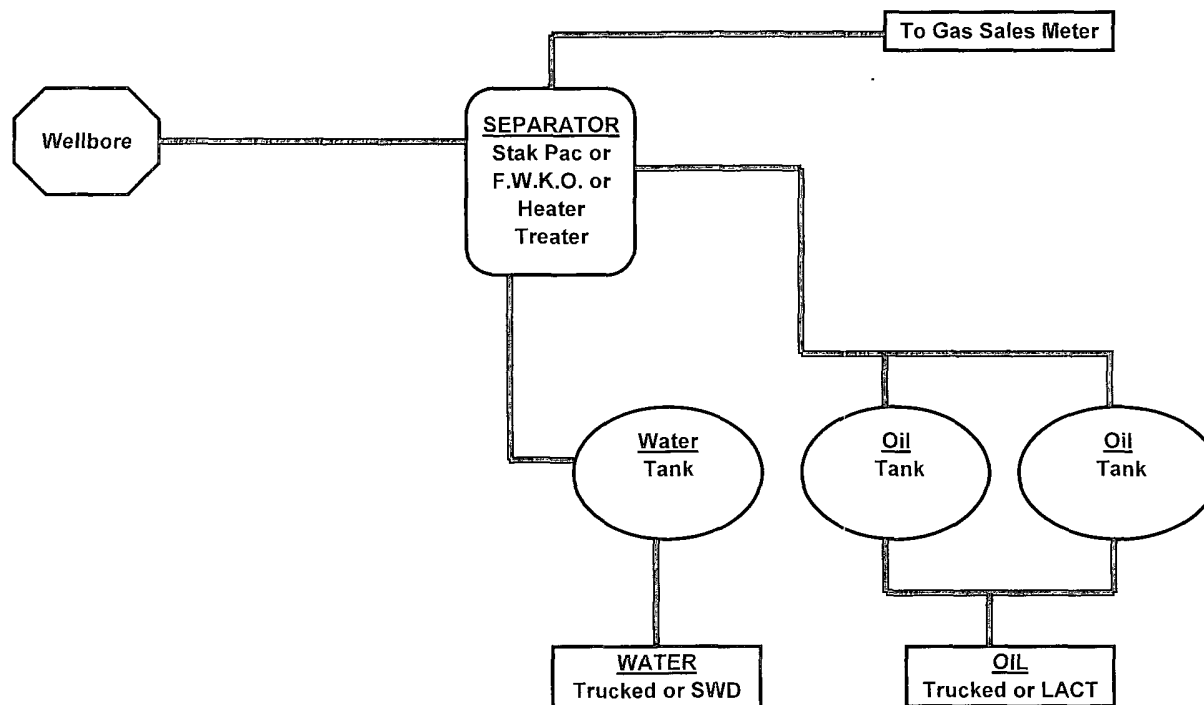 To Gas Sales Meter
Wellbore
SEPARATOR
Stak Pac or
F.W.K.O. or
Heater
Treater
Water
Tank
Oil
Tank
Oil
Tank
WATER
Trucked or SWD
OIL
Trucked or LACT